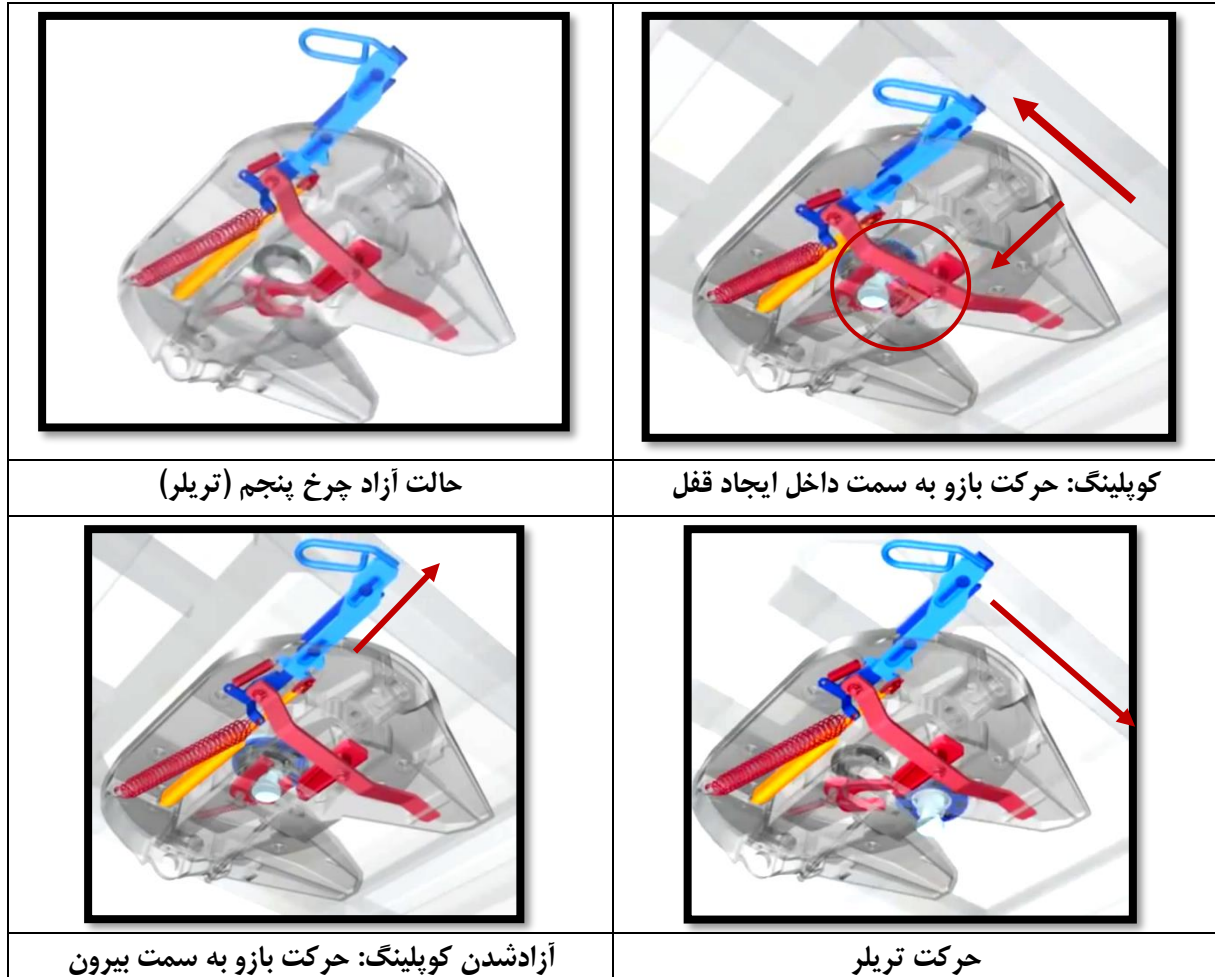 حالت آزاد چرخ پنجم (تریلر)
کوپلینگ: حرکت بازو به سمت داخل ایجاد قفل
آزادشدن کوپلینگ: حرکت بازو به سمت بیرون
حرکت تریلر